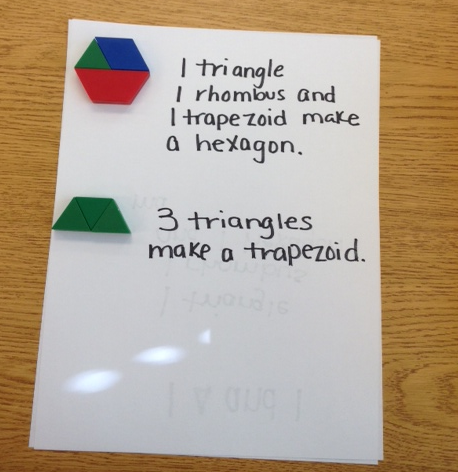 1 triangle
1 rhombus and
1 trapezoid make
a hexagon.
3 triangles
make a trapezoid.